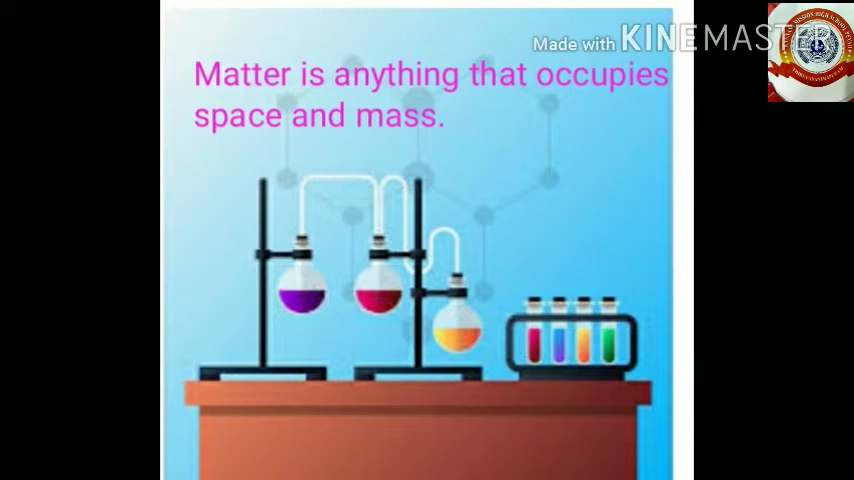 Made with KINEMASTER
Matter is anything that occupies
space and mass.